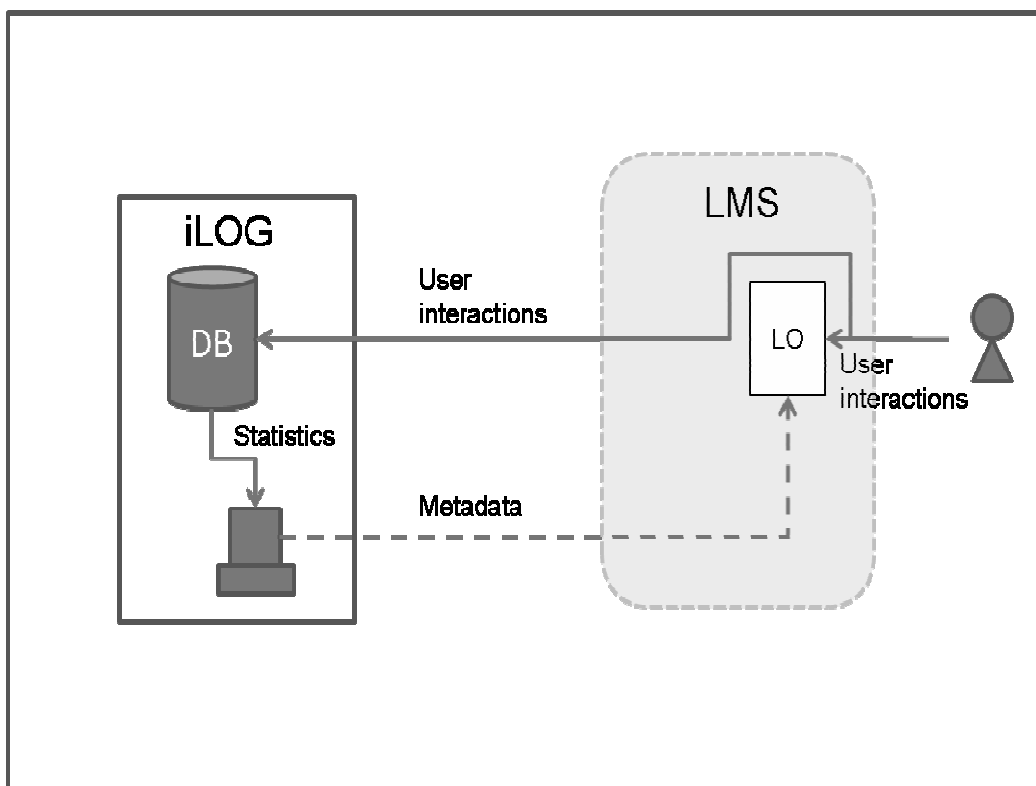 iLOG
LMS
User
interactions
DB
LO
User
interactions
Statistics
Metadata